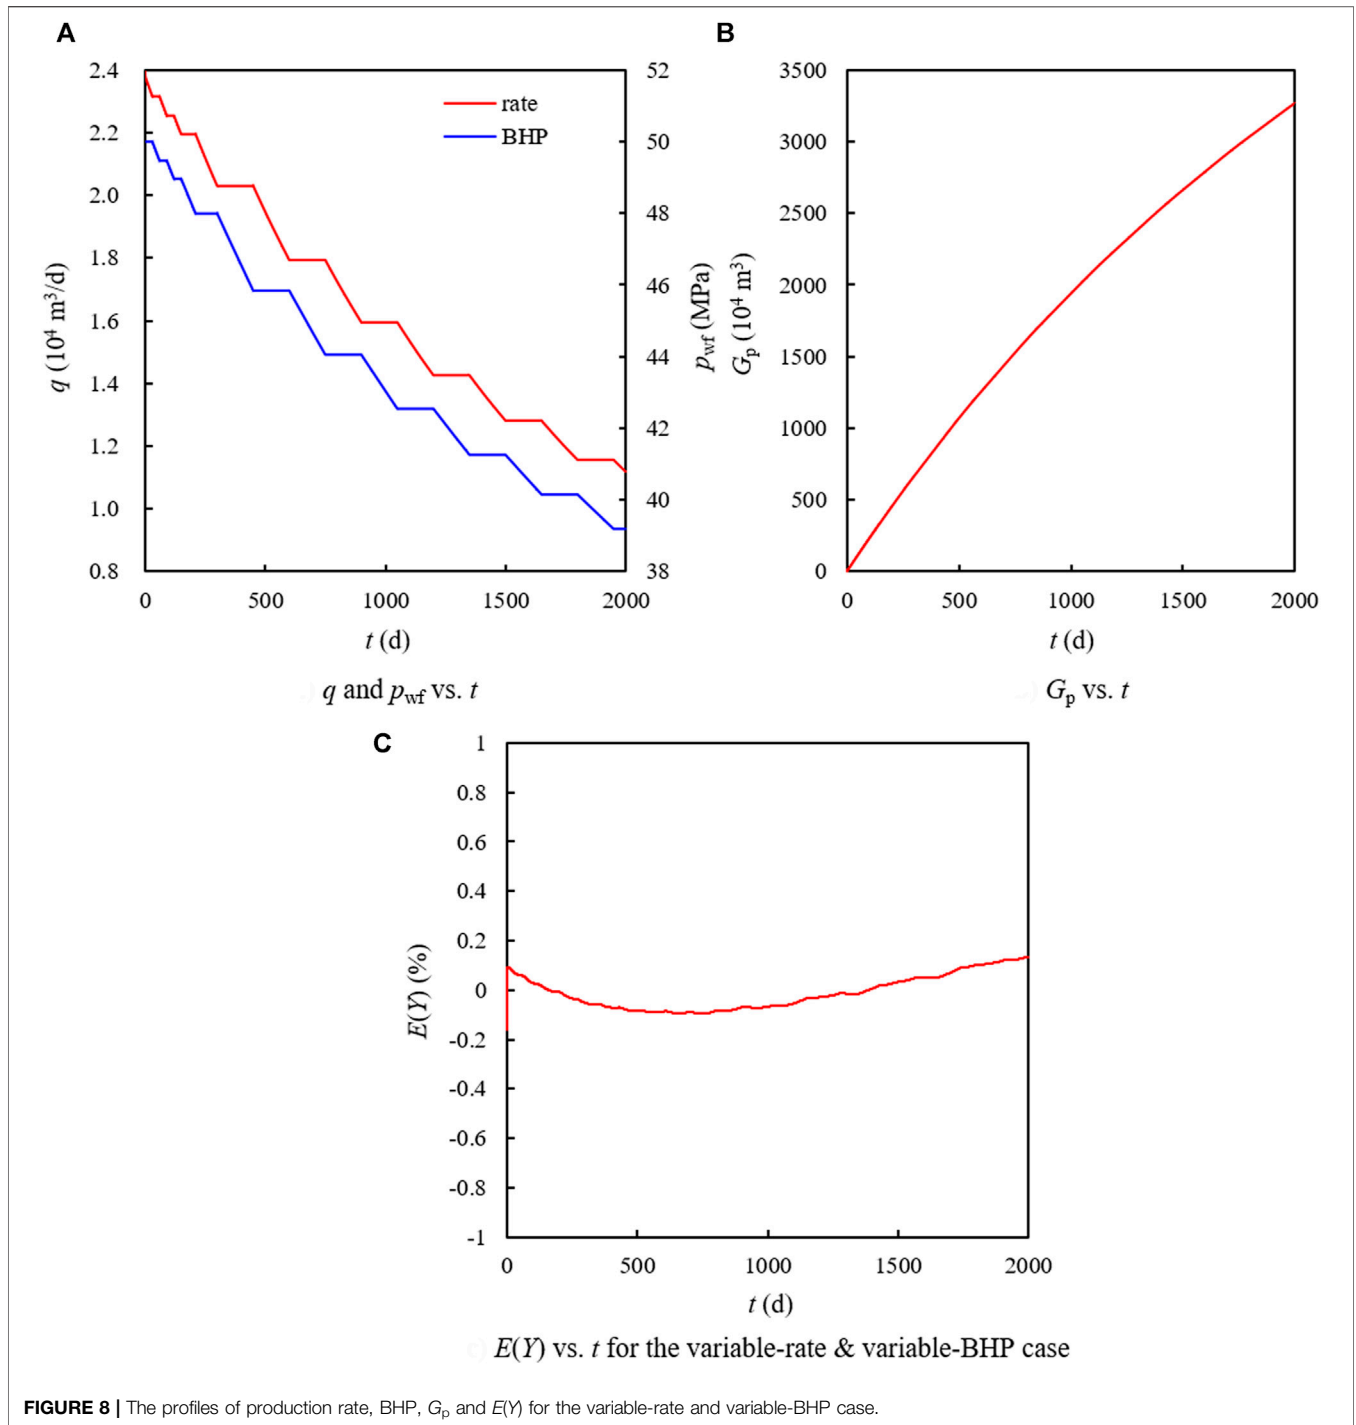 A
B
2.4
2.2
2.0
1.8
1.6
1.4
1.2
1.0
0.8
q (10⁴ m³/d)
rate
BHP
52
50
48
46
44
42
40
38
p_wf (MPa)
0 500 1000 1500 2000
t (d)
q and p_wf vs. t
3500
3000
2500
2000
1500
1000
500
0
G_p (10⁴ m³)
0 500 1000 1500 2000
t (d)
G_p vs. t
C
1
0.8
0.6
0.4
0.2
0
-0.2
-0.4
-0.6
-0.8
-1
E(Y) (%)
0 500 1000 1500 2000
t (d)
E(Y) vs. t for the variable-rate & variable-BHP case
FIGURE 8 | The profiles of production rate, BHP, G_p and E(Y) for the variable-rate and variable-BHP case.